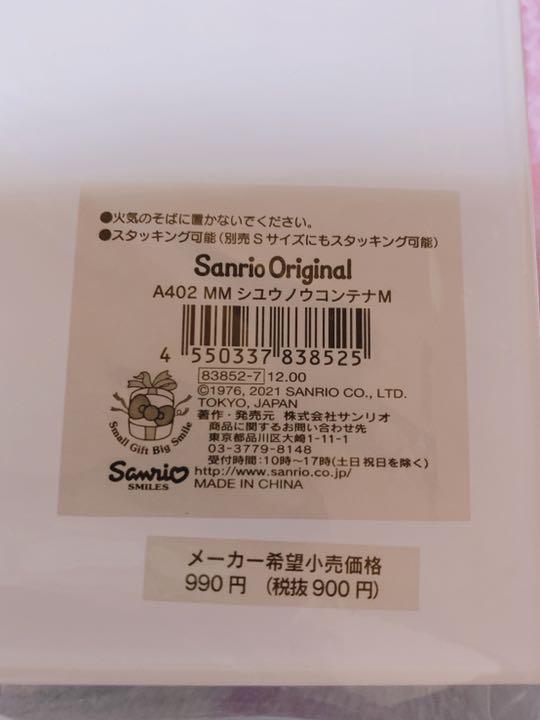 ●火気のそばに置かないでください。
●スタッキング可能(別売Sサイズにもスタッキング可能)
Sanrio Original
A402 MM シユウノウコンテナM
4 550337 838525
83852-7 12.00
©1976, 2021 SANRIO CO., LTD.
TOKYO, JAPAN
著作・発売元 株式会社サンリオ
商品に関するお問い合わせ先
東京都品川区大崎1-11-1
03-3779-8148
受付時間:10時〜17時(土日祝日を除く)
http://www.sanrio.co.jp/
MADE IN CHINA
Small Gift Big Smile
Sanrio
SMILES
メーカー希望小売価格
990円 (税抜900円)